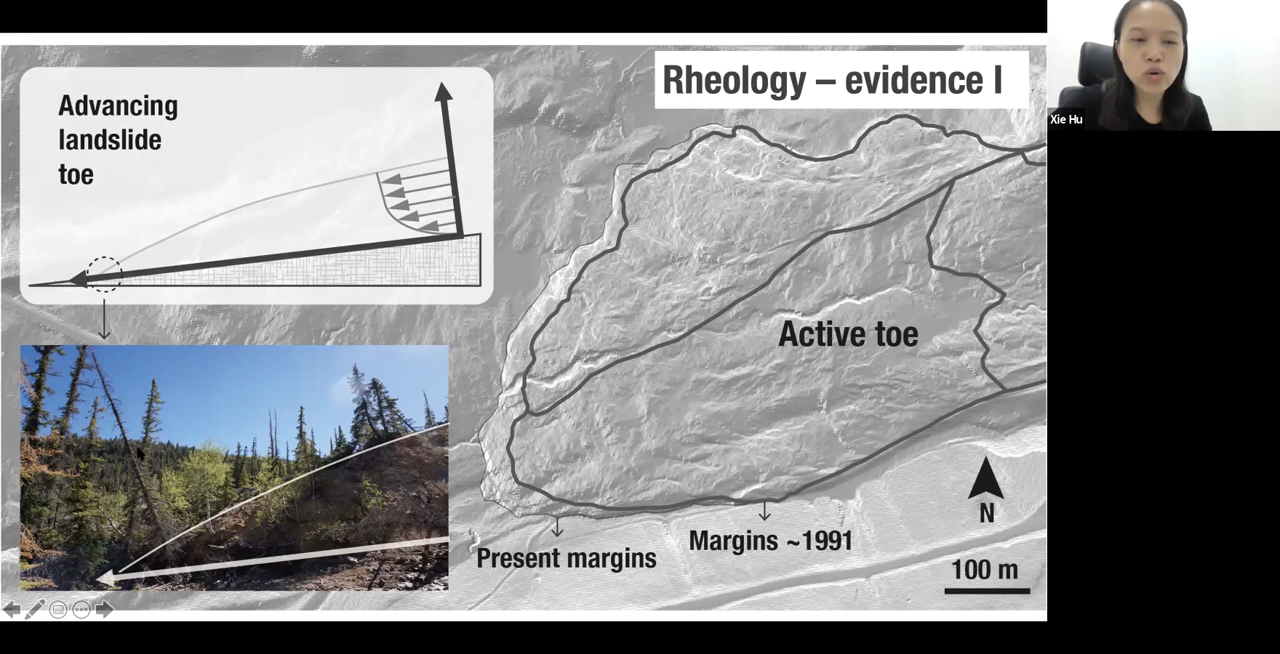 Rheology – evidence I
Advancing
landslide
toe
Active toe
Present margins
Margins ~1991
N
100 m
Xie Hu